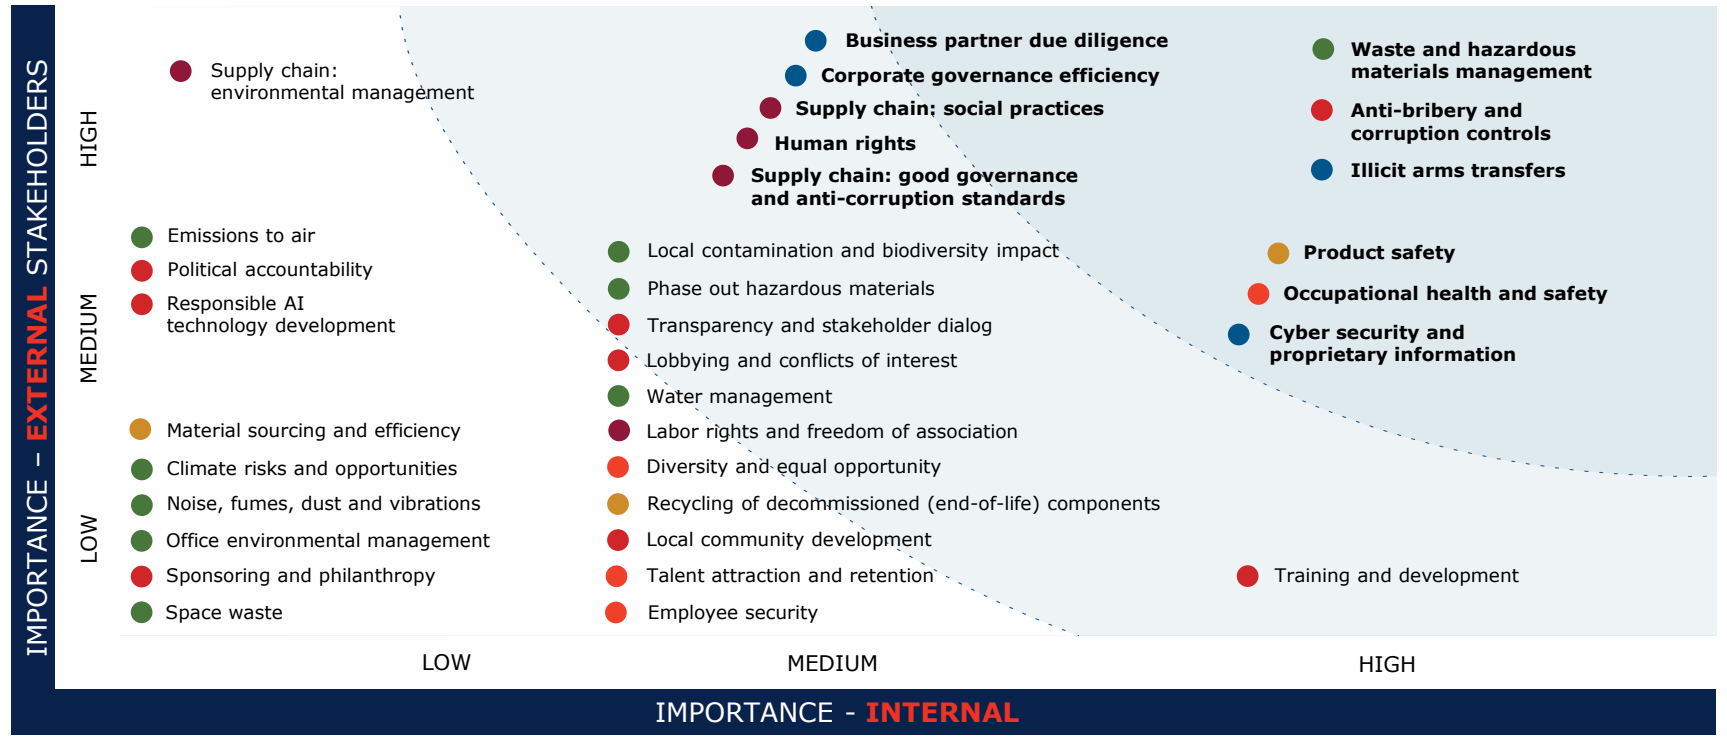 IMPORTANCE – EXTERNAL STAKEHOLDERS
HIGH
MEDIUM
LOW
Supply chain:
environmental management
Business partner due diligence
Corporate governance efficiency
Supply chain: social practices
Human rights
Supply chain: good governance
and anti-corruption standards
Waste and hazardous
materials management
Anti-bribery and
corruption controls
Illicit arms transfers
Emissions to air
Political accountability
Responsible AI
technology development
Local contamination and biodiversity impact
Phase out hazardous materials
Transparency and stakeholder dialog
Lobbying and conflicts of interest
Water management
Product safety
Occupational health and safety
Cyber security and
proprietary information
Material sourcing and efficiency
Climate risks and opportunities
Noise, fumes, dust and vibrations
Office environmental management
Sponsoring and philanthropy
Space waste
Labor rights and freedom of association
Diversity and equal opportunity
Recycling of decommissioned (end-of-life) components
Local community development
Talent attraction and retention
Employee security
Training and development
LOW
MEDIUM
HIGH
IMPORTANCE - INTERNAL